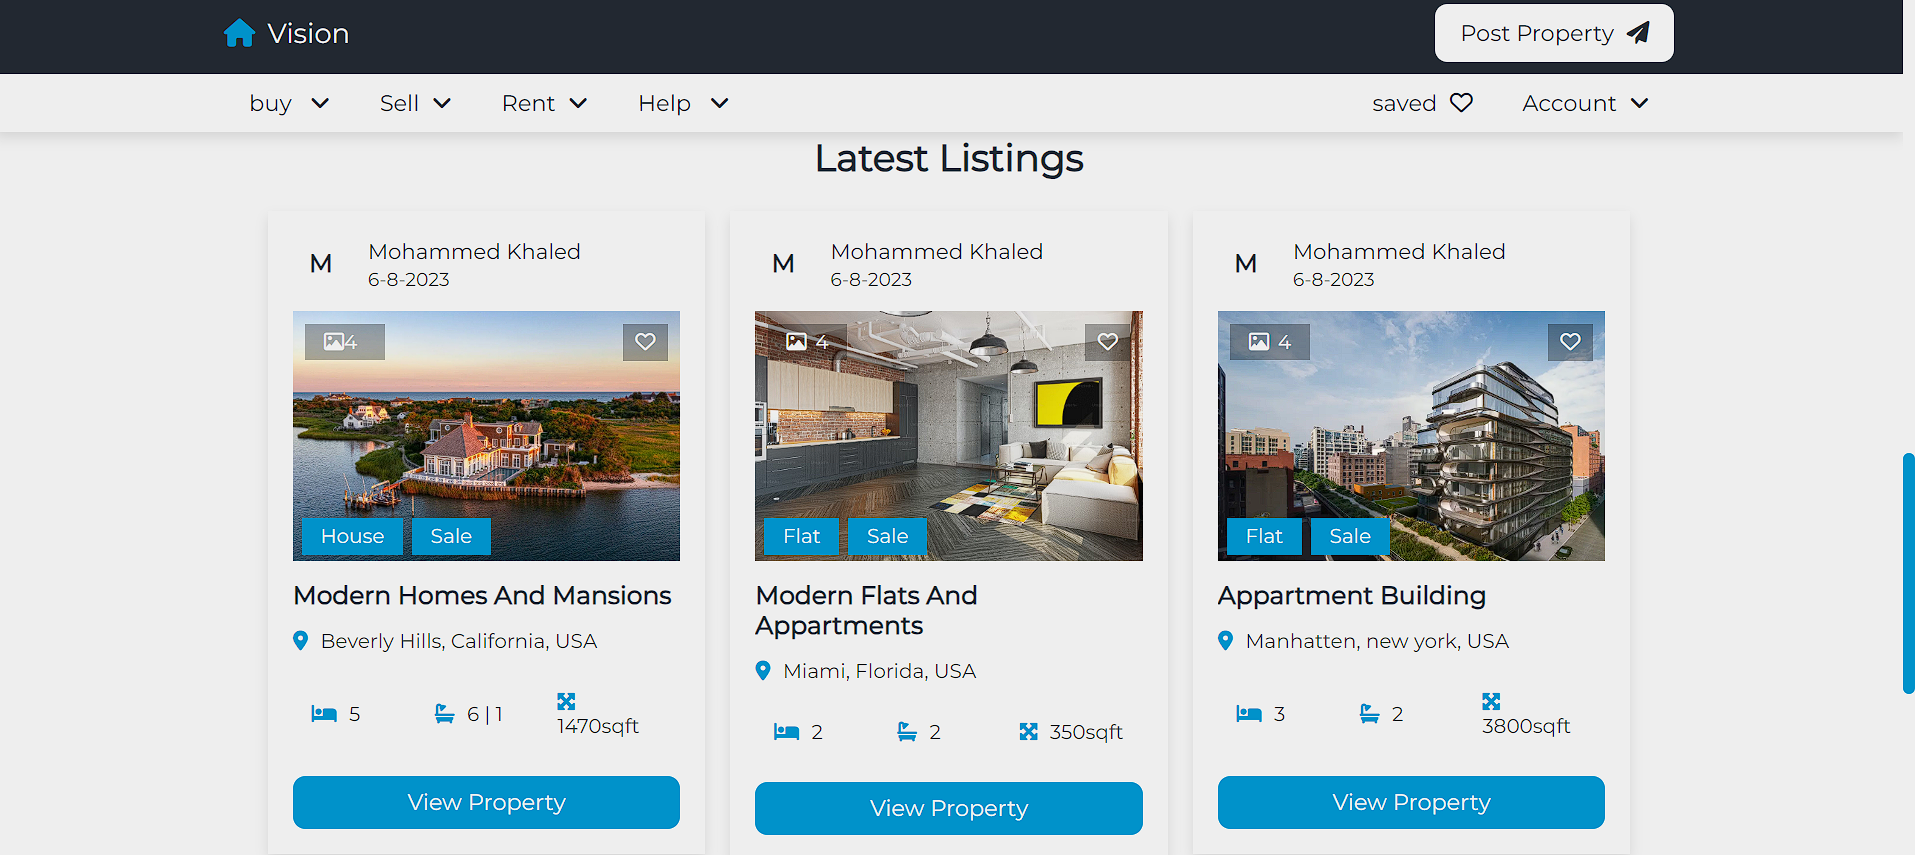 Vision
Post Property
buy
Sell
Rent
Help
saved
Account
Latest Listings
M
Mohammed Khaled
6-8-2023
4
House
Sale
Modern Homes And Mansions
Beverly Hills, California, USA
5
6 | 1
1470sqft
View Property
M
Mohammed Khaled
6-8-2023
4
Flat
Sale
Modern Flats And
Appartments
Miami, Florida, USA
2
2
350sqft
View Property
M
Mohammed Khaled
6-8-2023
4
Flat
Sale
Appartment Building
Manhatten, new york, USA
3
2
3800sqft
View Property